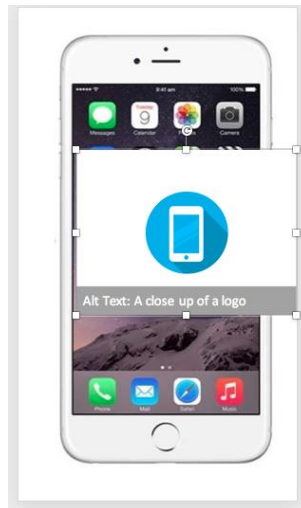 9:41 am 100%
Tuesday
9
Messages Calendar Photos Camera
Alt Text: A close up of a logo
Phone Mail Safari Music